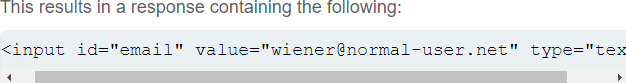 This results in a response containing the following:
<input id="email" value="wiener@normal-user.net" type="tex